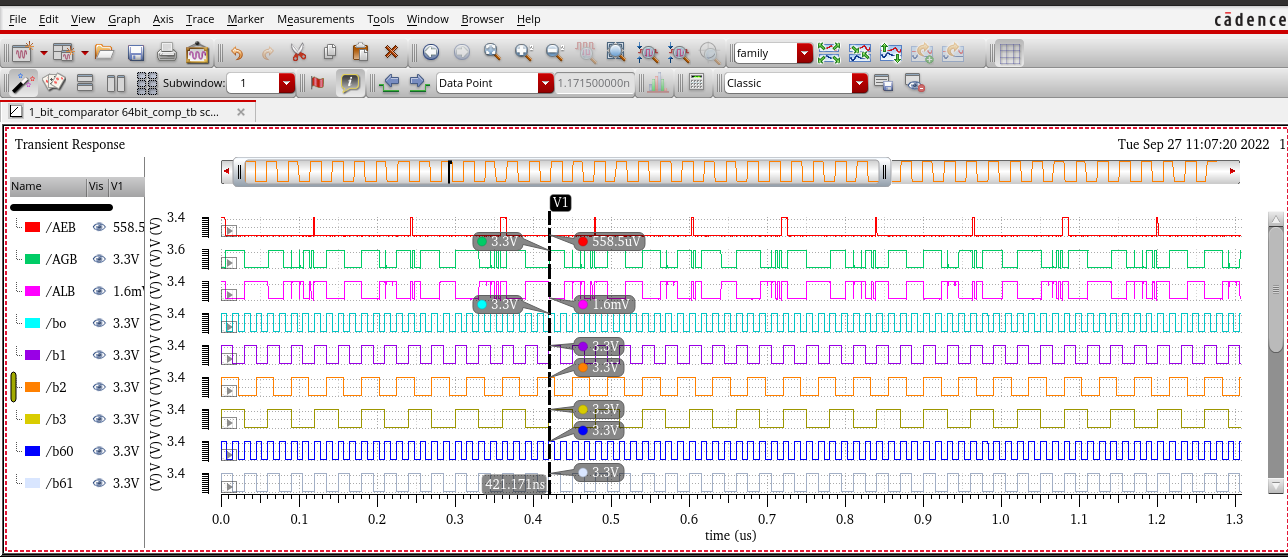 File Edit View Graph Axis Trace Marker Measurements Tools Window Browser Help
cādence
family
Subwindow: 1 Data Point 1.171500000n Classic
1_bit_comparator 64bit_comp_tb sc...
Transient Response
Tue Sep 27 11:07:20 2022 1
Name Vis V1
V1
/AEB 558.5
3.4
(V)
558.5uV
3.3V
/AGB 3.3V
3.6
(V)
/ALB 1.6m
3.4
(V)
3.3V
1.6mV
/bo 3.3V
3.4
(V)
/b1 3.3V
3.4
(V)
3.3V
3.3V
/b2 3.3V
3.4
(V)
/b3 3.3V
3.4
(V)
3.3V
3.3V
/b60 3.3V
3.4
(V)
/b61 3.3V
3.4
(V)
3.3V
421.171ns
0.0 0.1 0.2 0.3 0.4 0.5 0.6 0.7 0.8 0.9 1.0 1.1 1.2 1.3
time (us)